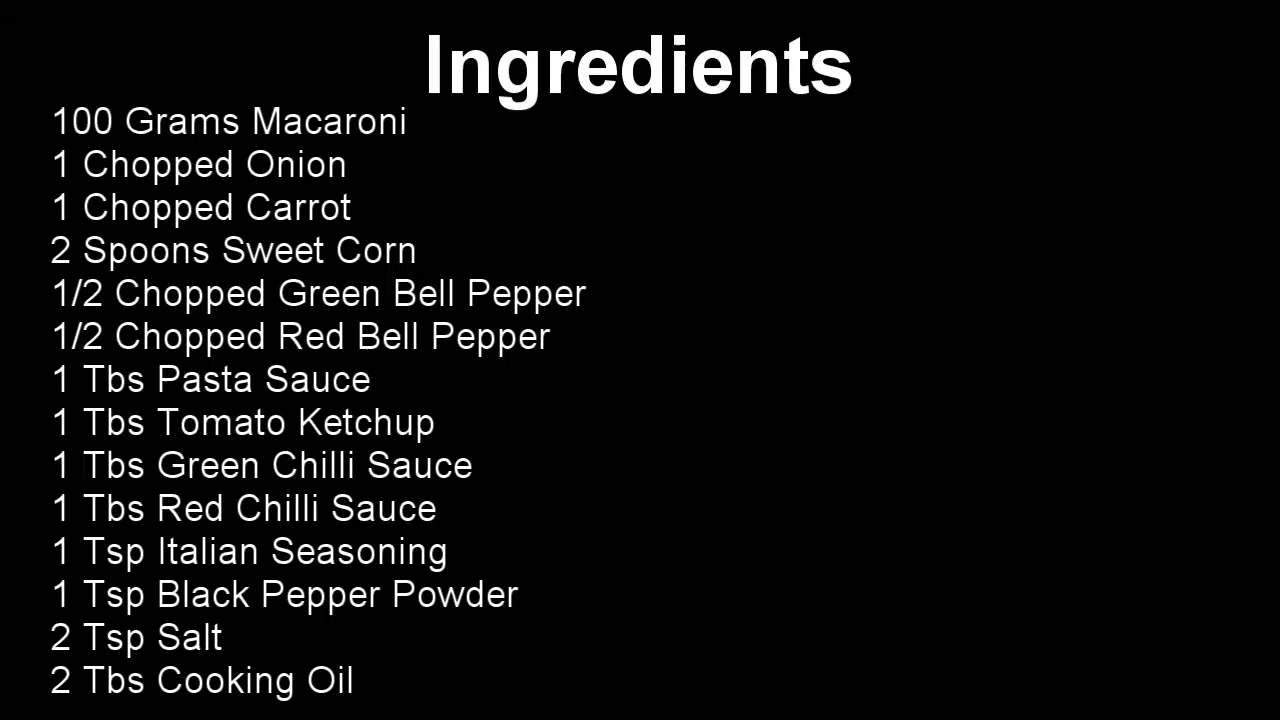 Ingredients
100 Grams Macaroni
1 Chopped Onion
1 Chopped Carrot
2 Spoons Sweet Corn
1/2 Chopped Green Bell Pepper
1/2 Chopped Red Bell Pepper
1 Tbs Pasta Sauce
1 Tbs Tomato Ketchup
1 Tbs Green Chilli Sauce
1 Tbs Red Chilli Sauce
1 Tsp Italian Seasoning
1 Tsp Black Pepper Powder
2 Tsp Salt
2 Tbs Cooking Oil